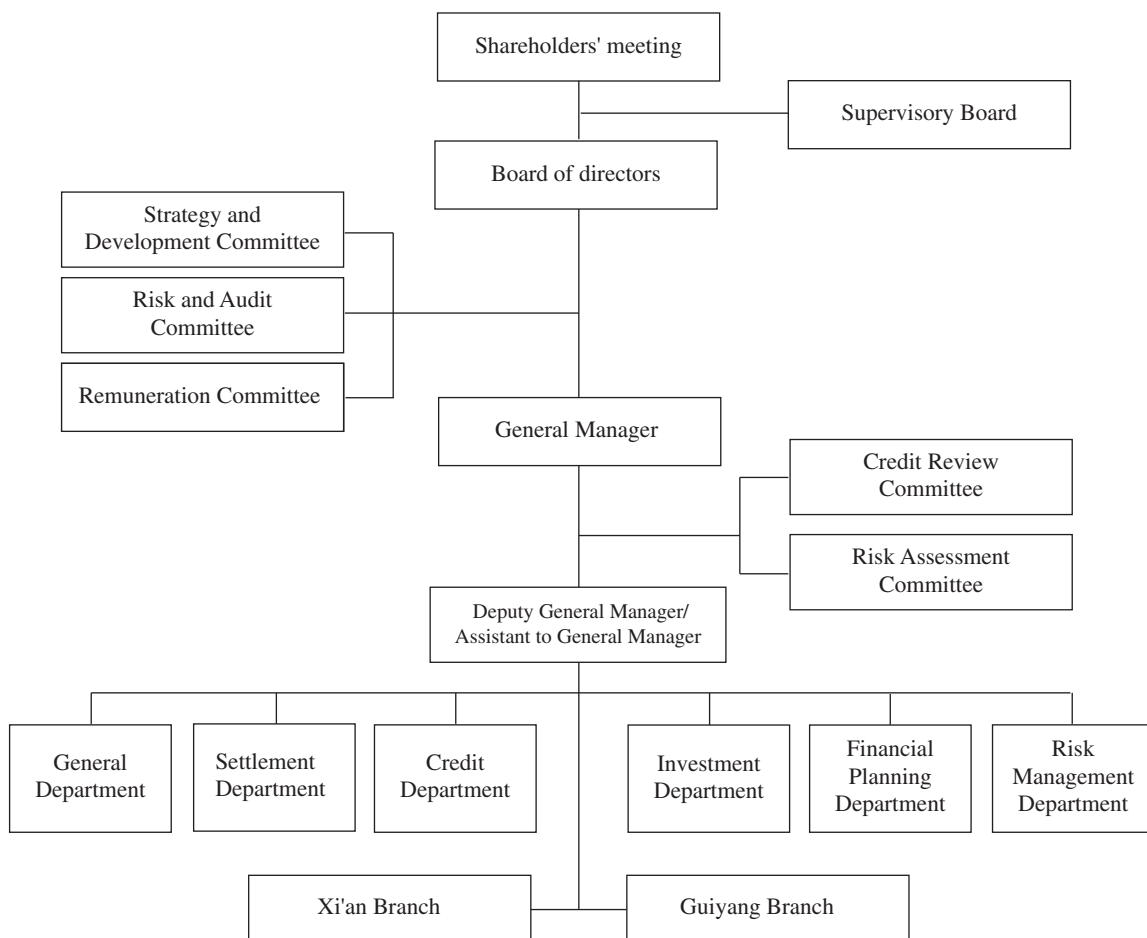 Shareholders' meeting
Supervisory Board
Board of directors
Strategy and
Development Committee
Risk and Audit
Committee
Remuneration Committee
General Manager
Credit Review
Committee
Risk Assessment
Committee
Deputy General Manager/
Assistant to General Manager
General
Department
Settlement
Department
Credit
Department
Investment
Department
Financial
Planning
Department
Risk
Management
Department
Xi'an Branch
Guiyang Branch